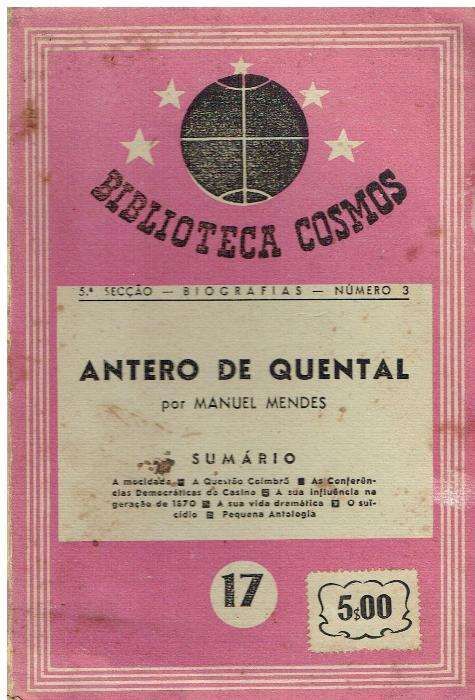 BIBLIOTECA COSMOS
5.ª SECÇÃO — BIOGRAFIAS — NÚMERO 3
ANTERO DE QUENTAL
por MANUEL MENDES
SUMÁRIO
A mocidade ■ A Questão Coimbrã ■ As Conferên-
cias Democráticas do Casino ■ A sua influência na
geração de 1870 ■ A sua vida dramática ■ O suï-
cídio ■ Pequena Antologia
17
5$00